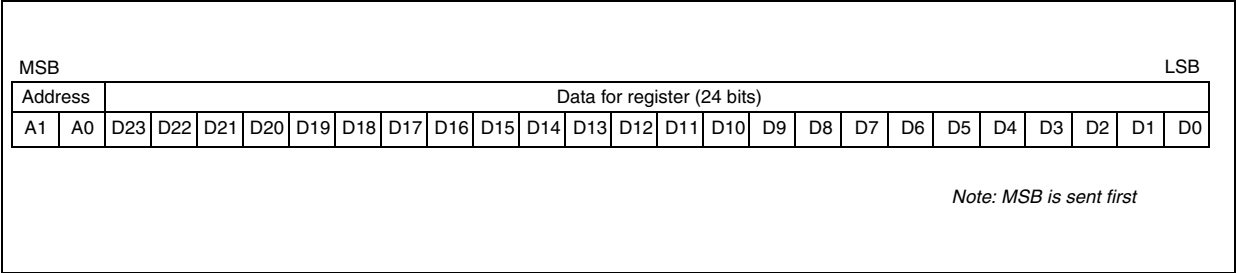 MSB LSB
Address Data for register (24 bits)
A1 A0 D23 D22 D21 D20 D19 D18 D17 D16 D15 D14 D13 D12 D11 D10 D9 D8 D7 D6 D5 D4 D3 D2 D1 D0
Note: MSB is sent first